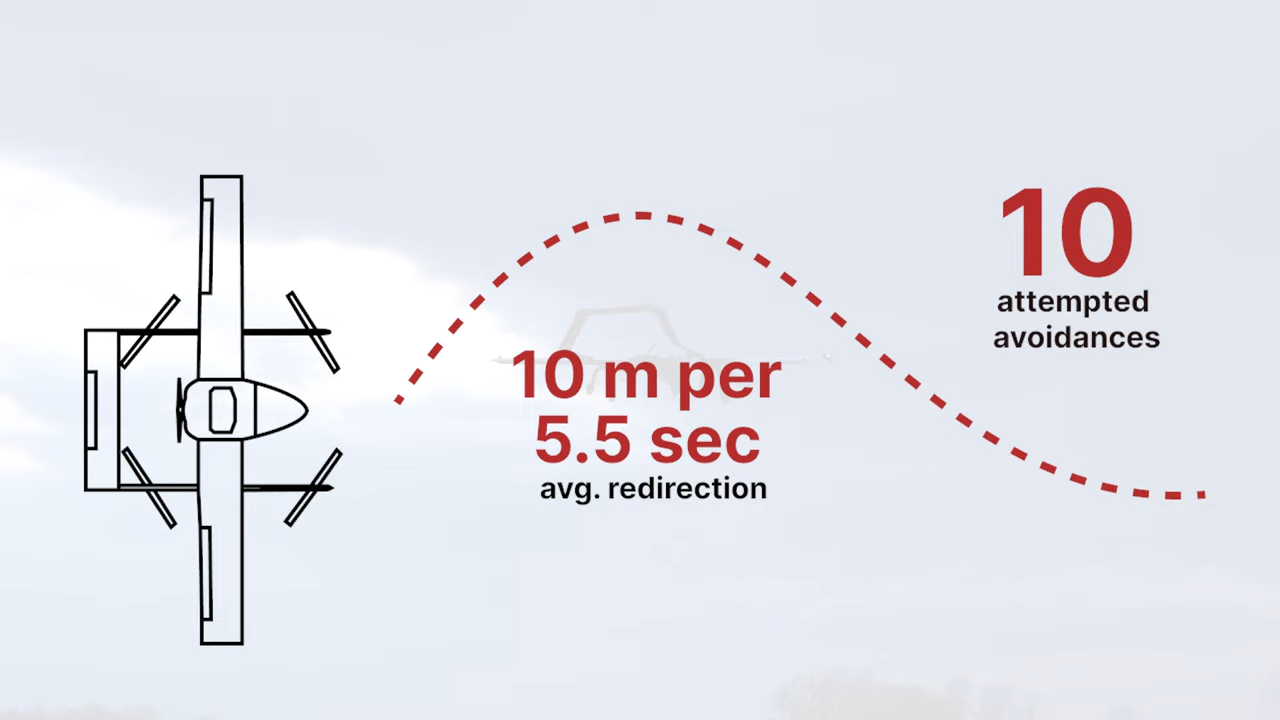 10 m per
5.5 sec
avg. redirection
10
attempted
avoidances